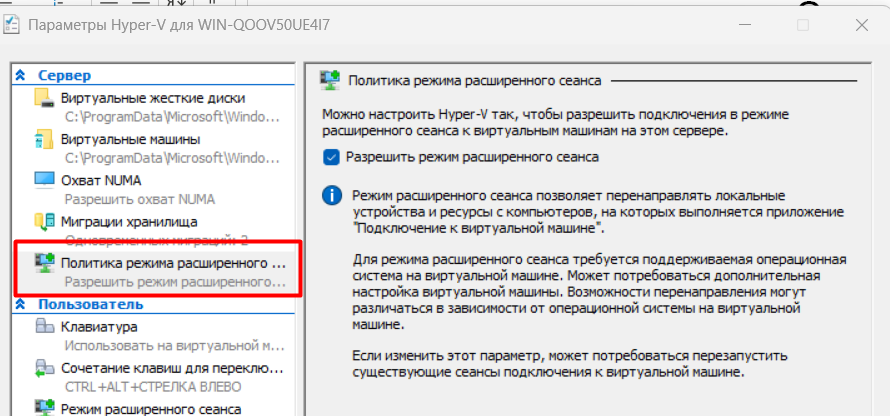 Параметры Hyper-V для WIN-QOOV50UE4I7
Сервер
Виртуальные жесткие диски
C:\ProgramData\Microsoft\Windo...
Виртуальные машины
C:\ProgramData\Microsoft\Windo...
Охват NUMA
Разрешить охват NUMA
Миграции хранилища
Одновременных миграций: 2
Политика режима расширенного ...
Разрешить режим расширенного...
Пользователь
Клавиатура
Использовать на виртуальной м...
Сочетание клавиш для переклю...
CTRL+ALT+СТРЕЛКА ВЛЕВО
Режим расширенного сеанса
Политика режима расширенного сеанса
Можно настроить Hyper-V так, чтобы разрешить подключения в режиме
расширенного сеанса к виртуальным машинам на этом сервере.
Разрешить режим расширенного сеанса
Режим расширенного сеанса позволяет перенаправлять локальные
устройства и ресурсы с компьютеров, на которых выполняется приложение
"Подключение к виртуальной машине".
Для режима расширенного сеанса требуется поддерживаемая операционная
система на виртуальной машине. Может потребоваться дополнительная
настройка виртуальной машины. Возможности перенаправления могут
различаться в зависимости от операционной системы на виртуальной
машине.
Если изменить этот параметр, может потребоваться перезапустить
существующие сеансы подключения к виртуальной машине.